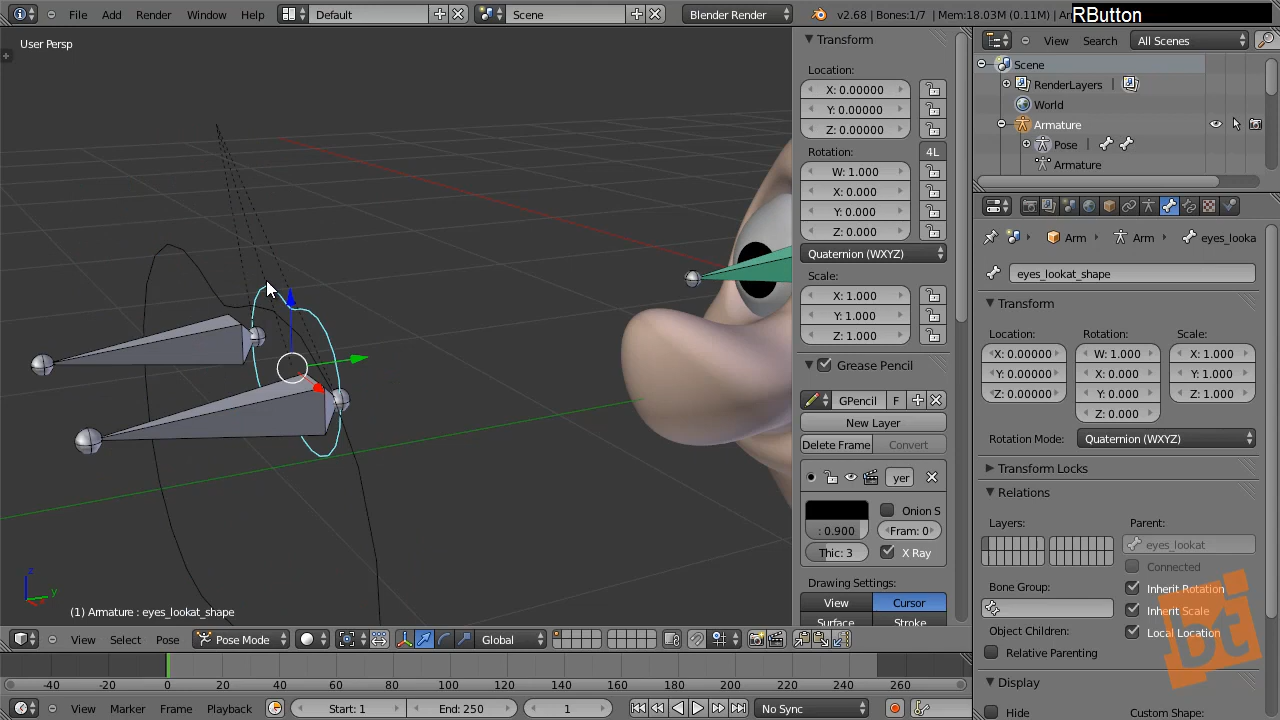 File Add Render Window Help Default Scene Blender Render v2.68 | Bones:1/7 | Mem:18.03M (0.11M) | Ar
RButton
User Persp
Transform
View Search All Scenes
Location:
X: 0.00000
Y: 0.00000
Z: 0.00000
Scene
RenderLayers
World
Armature
Pose
Armature
Rotation: 4L
W: 1.000
X: 0.000
Y: 0.000
Z: 0.000
Quaternion (WXYZ)
Scale:
X: 1.000
Y: 1.000
Z: 1.000
Arm Arm eyes_looka
eyes_lookat_shape
Transform
Location: Rotation: Scale:
X: 0.00000 W: 1.000 X: 1.000
Y: 0.00000 X: 0.000 Y: 1.000
Z: 0.00000 Y: 0.000 Z: 1.000
Z: 0.000
Rotation Mode: Quaternion (WXYZ)
Transform Locks
Relations
Layers: Parent:
eyes_lookat
Connected
Bone Group: Inherit Rotation
Inherit Scale
Object Children: Local Location
Relative Parenting
Display
Hide Custom Shape:
Grease Pencil
GPencil F
New Layer
Delete Frame Convert
yer
Onion S
: 0.900 Fram: 0
Thic: 3 X Ray
Drawing Settings:
View Cursor
Surface Stroke
z
y
(1) Armature : eyes_lookat_shape
View Select Pose Pose Mode Global
-40 -20 0 20 40 60 80 100 120 140 160 180 200 220 240 260
View Marker Frame Playback Start: 1 End: 250 1 No Sync
bt